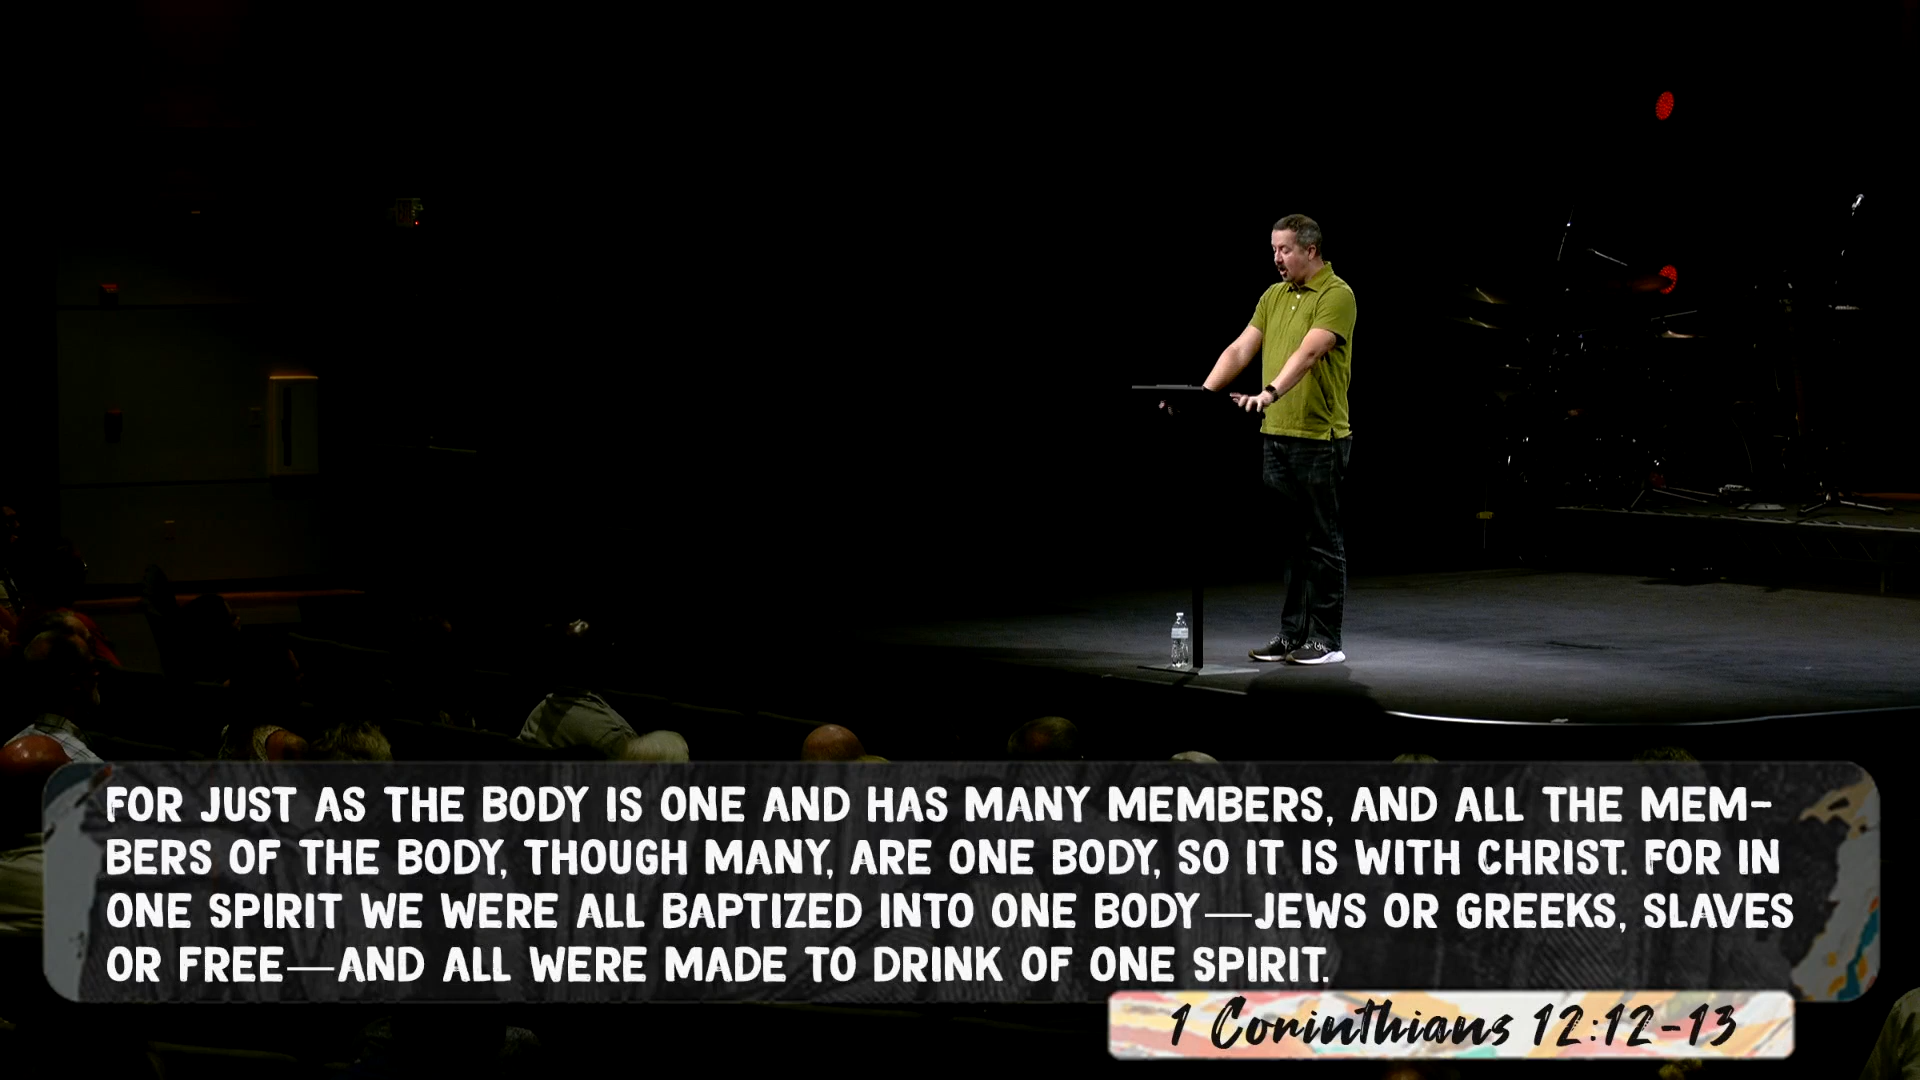 FOR JUST AS THE BODY IS ONE AND HAS MANY MEMBERS, AND ALL THE MEM-
BERS OF THE BODY, THOUGH MANY, ARE ONE BODY, SO IT IS WITH CHRIST. FOR IN
ONE SPIRIT WE WERE ALL BAPTIZED INTO ONE BODY—JEWS OR GREEKS, SLAVES
OR FREE—AND ALL WERE MADE TO DRINK OF ONE SPIRIT.
1 Corinthians 12:12-13